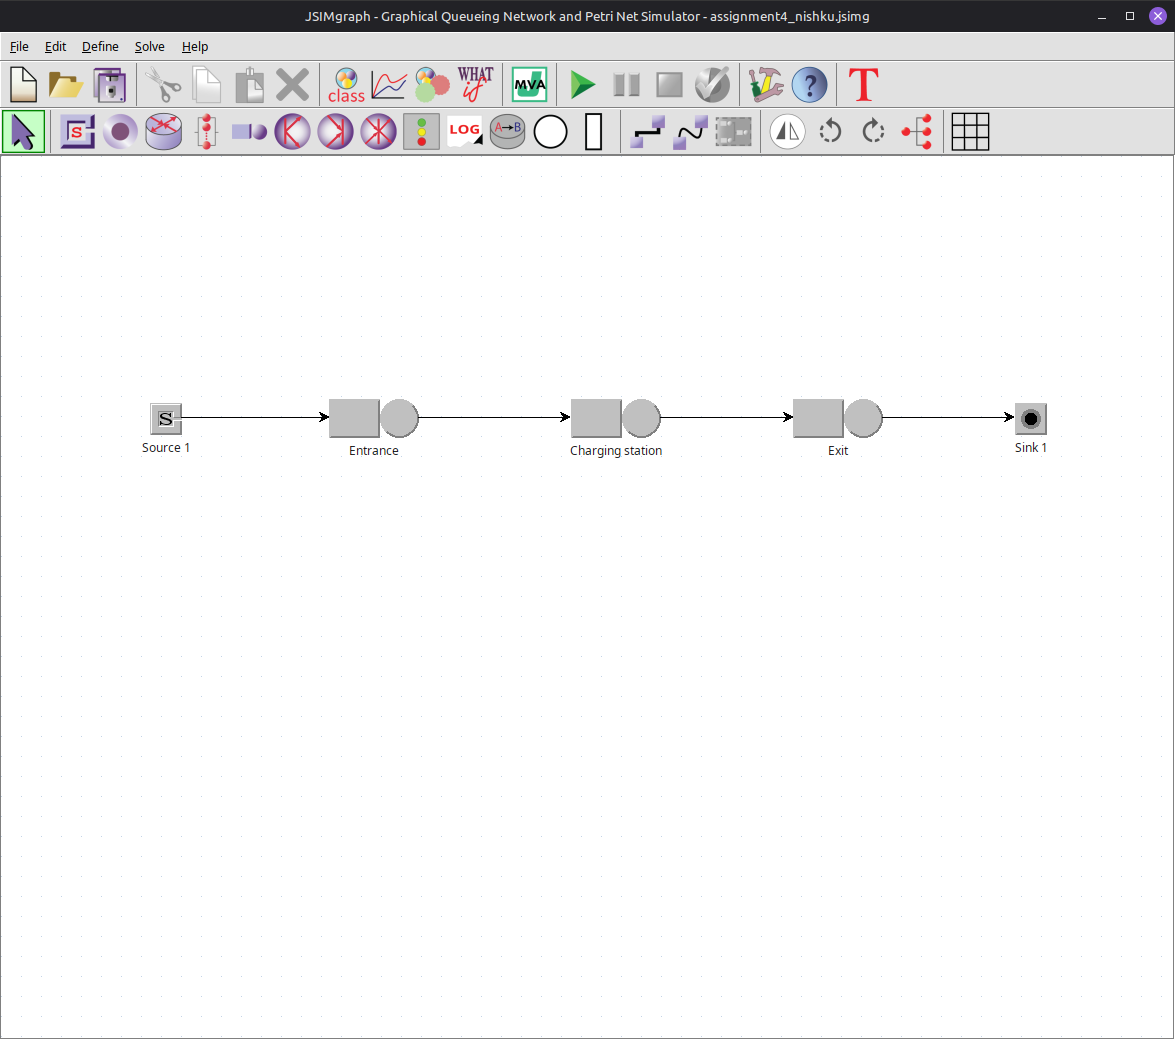 JSIMgraph - Graphical Queueing Network and Petri Net Simulator - assignment4_nishku.jsimg
File Edit Define Solve Help
class WHAT if MVA ? T
S LOG A→B
S
Source 1 Entrance Charging station Exit Sink 1